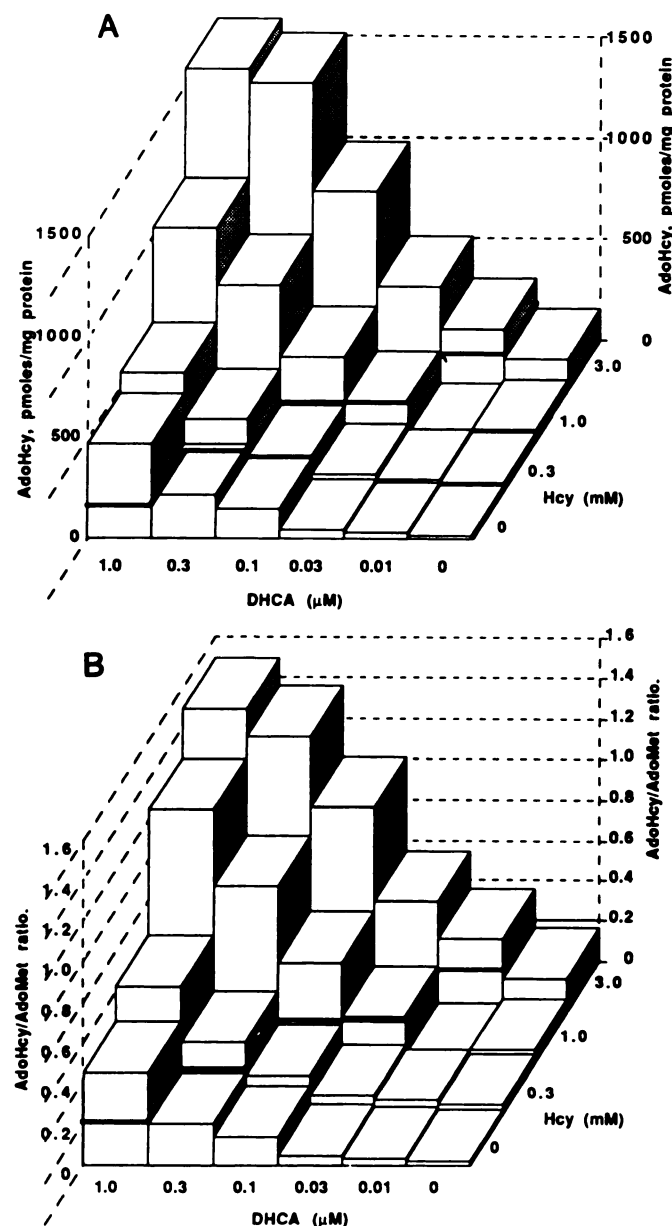 A
1500
1000
500
0
AdoHcy, pmoles/mg protein
1500
1000
500
0
AdoHcy, pmoles/mg protein
3.0
1.0
0.3
0
Hcy (mM)
1.0 0.3 0.1 0.03 0.01 0
DHCA (μM)
B
1.6
1.4
1.2
1.0
0.8
0.6
0.4
0.2
0
AdoHcy/AdoMet ratio.
1.6
1.4
1.2
1.0
0.8
0.6
0.4
0.2
0
AdoHcy/AdoMet ratio.
3.0
1.0
0.3
0
Hcy (mM)
1.0 0.3 0.1 0.03 0.01 0
DHCA (μM)